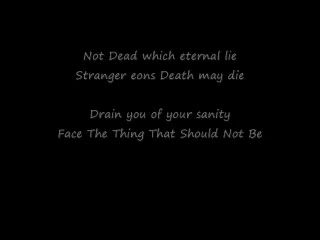 Not Dead which eternal lie
Stranger eons Death may die
Drain you of your sanity
Face The Thing That Should Not Be